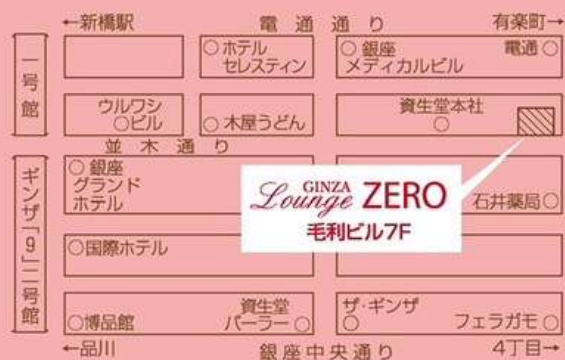 ←新橋駅
電通通り
有楽町→
一号館
○ホテル
セレスティン
○銀座
メディカルビル
電通○
ウルワシ
○ビル
○木屋うどん
資生堂本社
○
並木通り
ギンザ「9」二号館
○銀座
グランド
ホテル
GINZA
Lounge ZERO
毛利ビル7F
石井薬局○
○国際ホテル
○博品館
資生堂
パーラー○
ザ・ギンザ
○
フェラガモ○
←品川
銀座中央通り
4丁目→